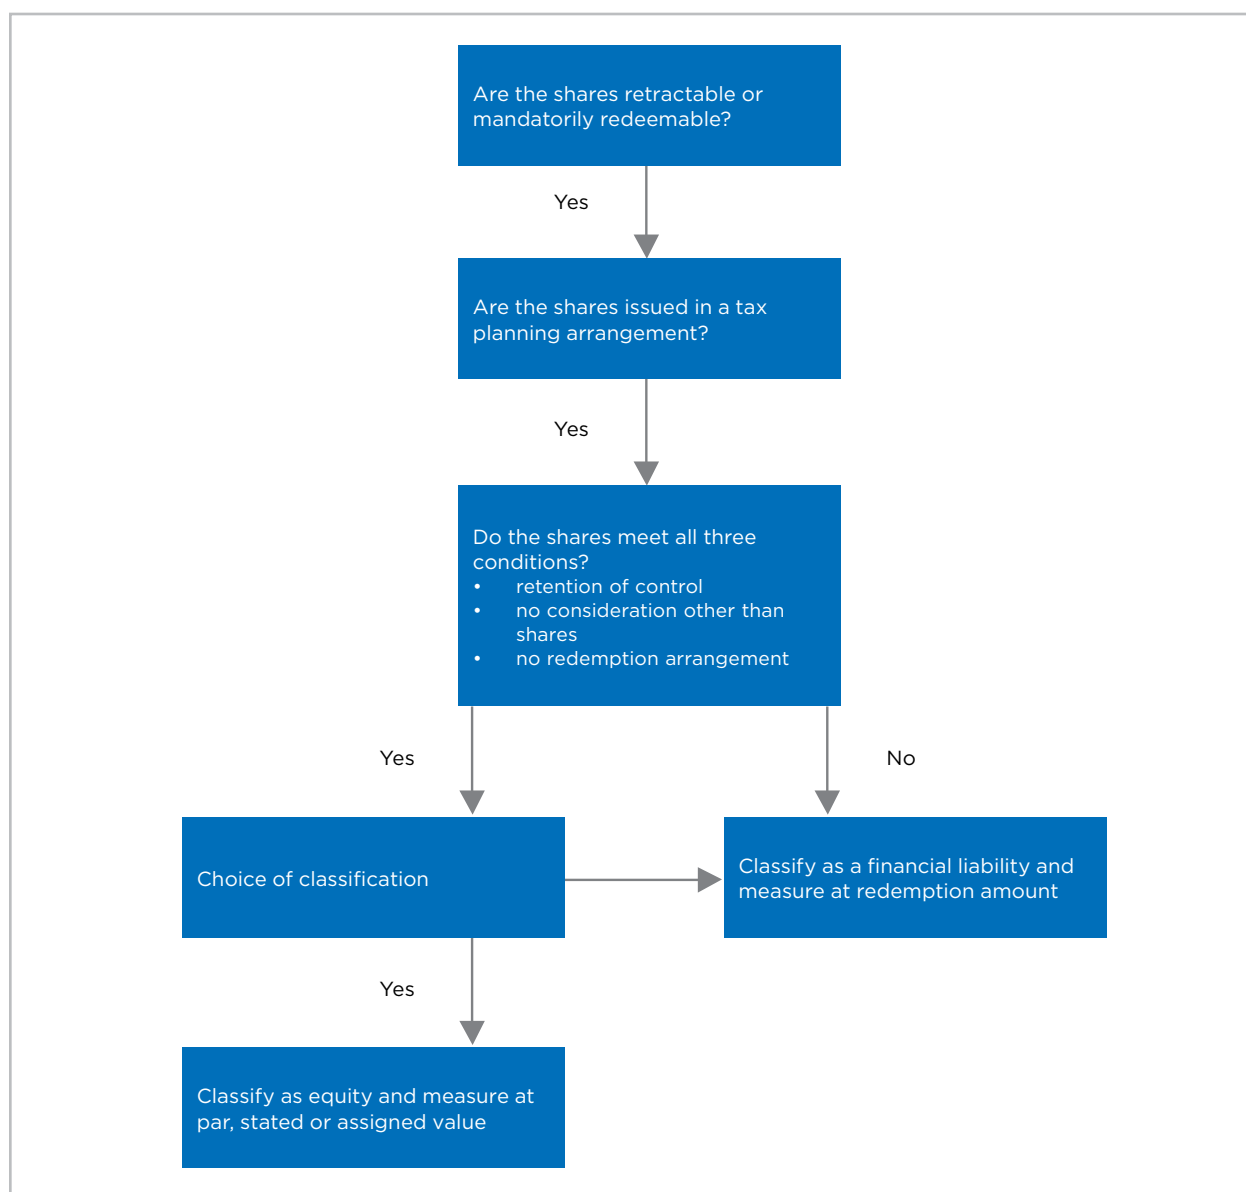 Are the shares retractable or
mandatorily redeemable?
Yes
Are the shares issued in a tax
planning arrangement?
Yes
Do the shares meet all three
conditions?
• retention of control
• no consideration other than
shares
• no redemption arrangement
Yes
No
Choice of classification
Classify as a financial liability and
measure at redemption amount
Yes
Classify as equity and measure at
par, stated or assigned value